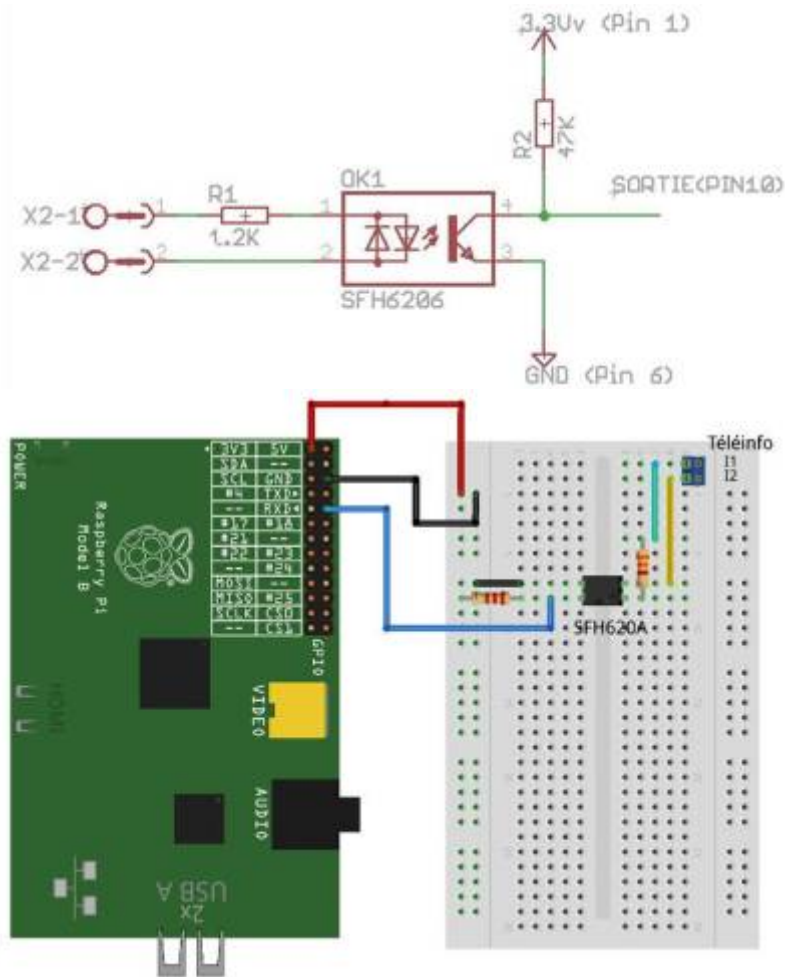 3.3Uv (Pin 1)
R2
47K
SORTIE(PIN10)
OK1
R1
1.2K
X2-1
1
1
4
X2-2
2
2
3
SFH6206
GND (Pin 6)
POWER
Raspberry Pi
Model B
3V3 5V
SDA --
SCL GND
#4 TXD
-- RXD
#17 #18
#21 --
#22 #23
-- #24
MOSI --
MISO #25
SCLK CS0
-- CS1
GPIO
HDMI
VIDEO
AUDIO
USB A
2x
Téléinfo
I1
I2
SFH620A